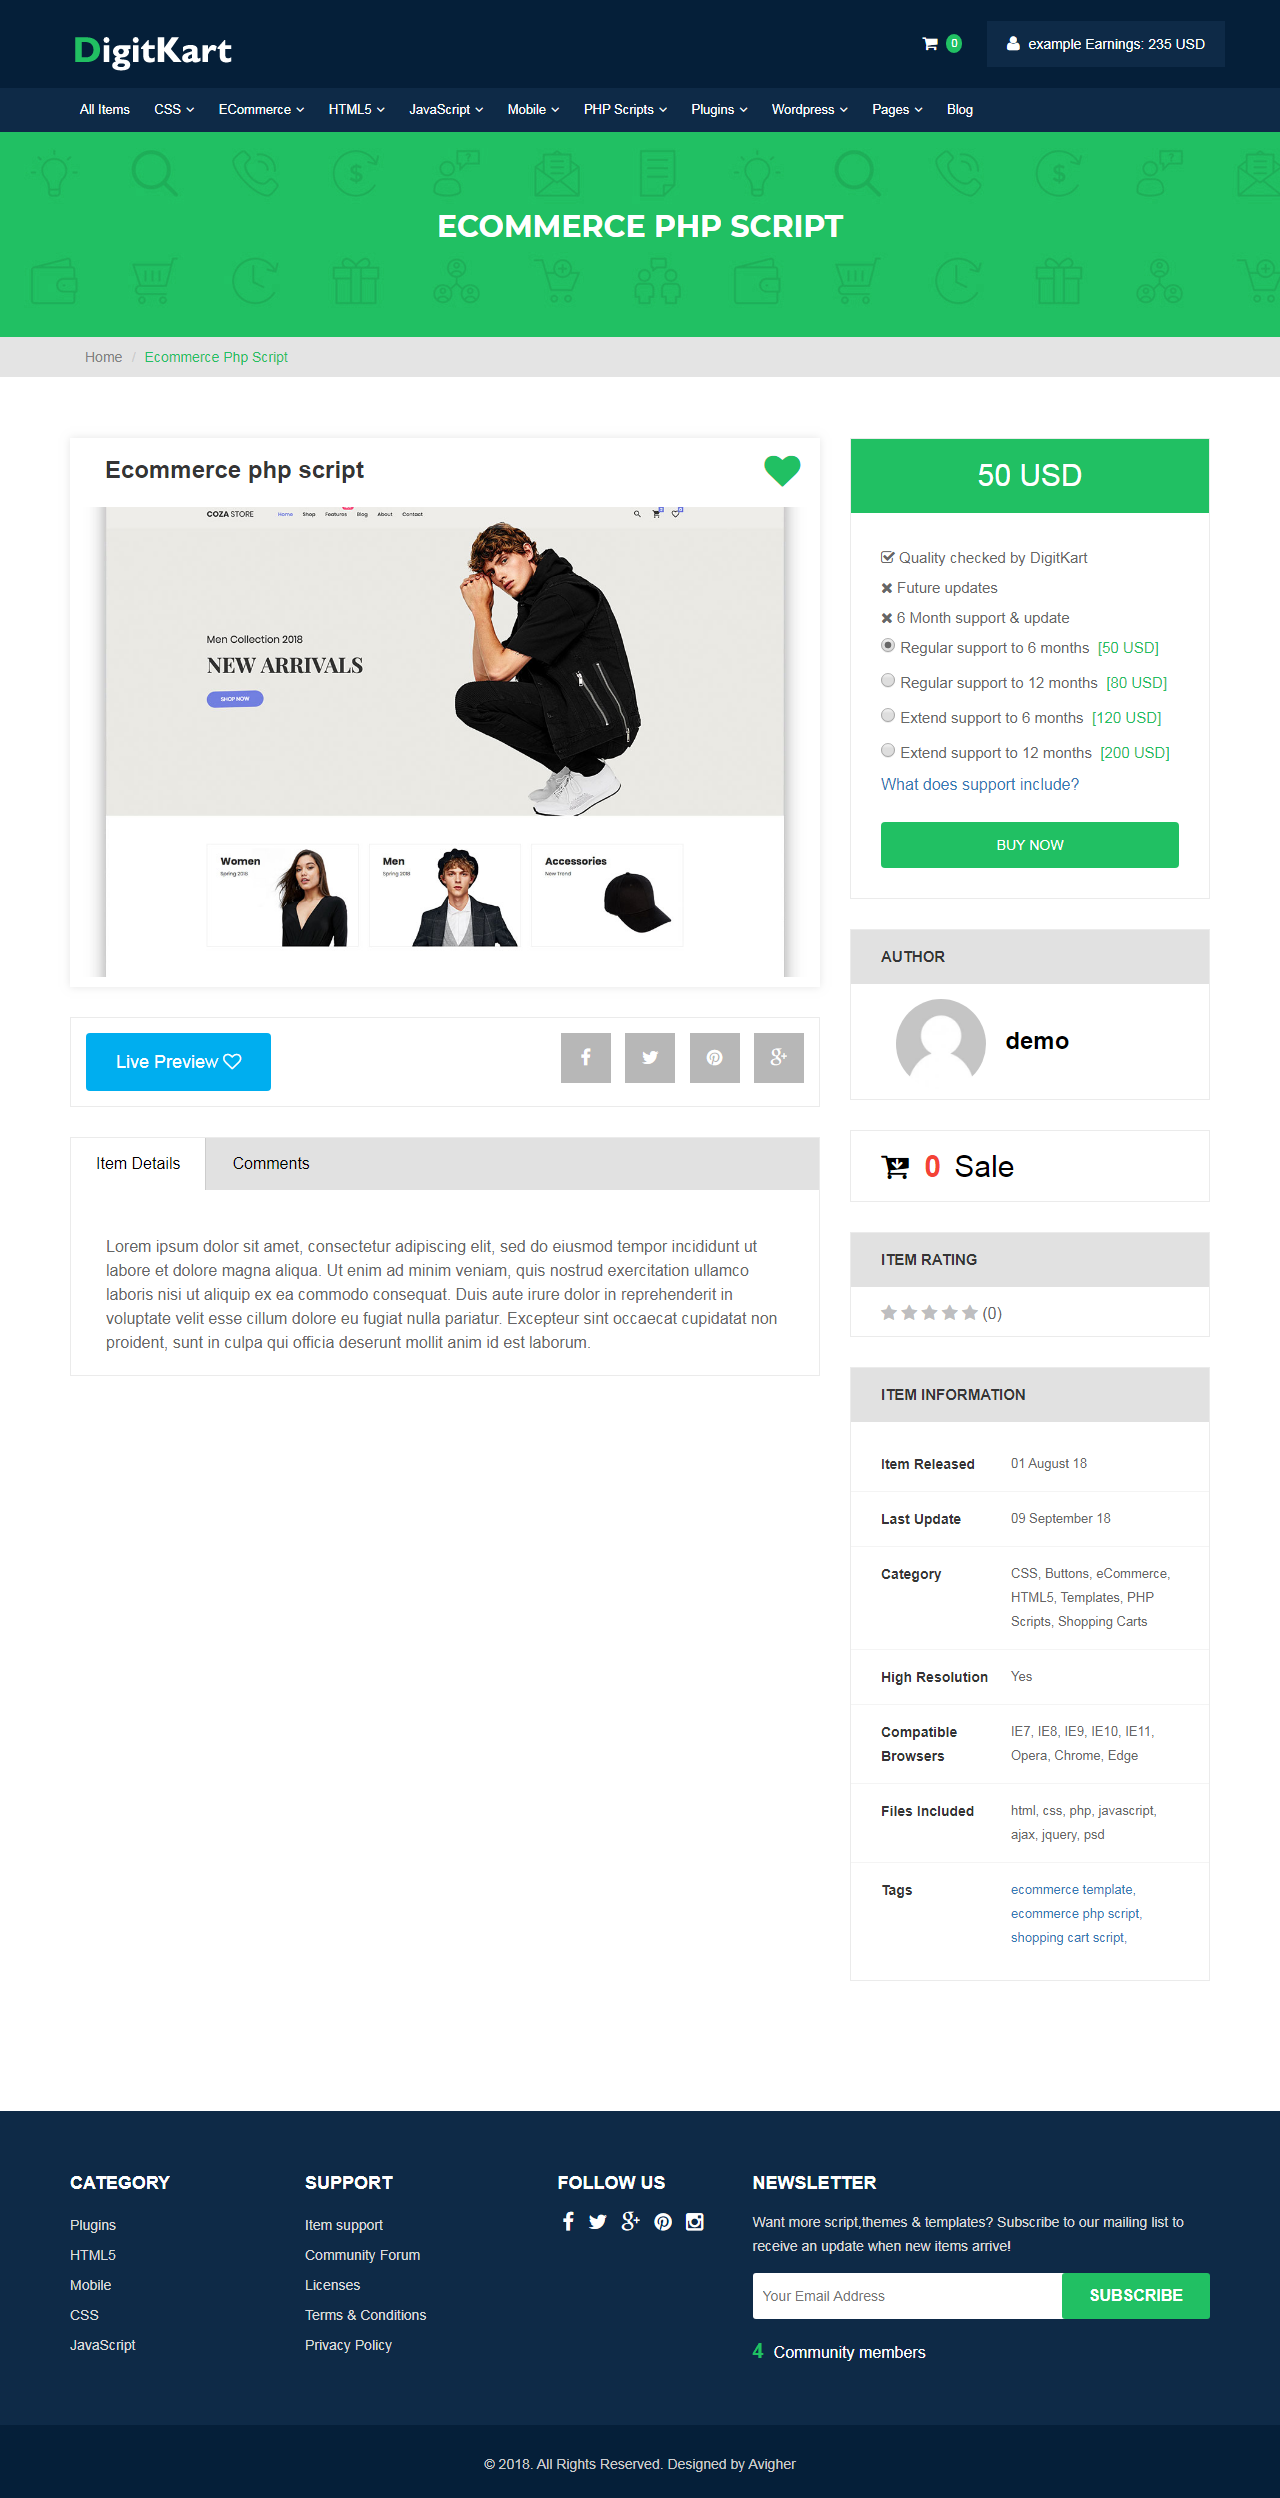 DigitKart
0
example Earnings: 235 USD
All Items
CSS
ECommerce
HTML5
JavaScript
Mobile
PHP Scripts
Plugins
Wordpress
Pages
Blog
ECOMMERCE PHP SCRIPT
Home / Ecommerce Php Script
Ecommerce php script
COZA STORE
Home
Shop
Features
Blog
About
Contact
Men Collection 2018
NEW ARRIVALS
SHOP NOW
Women
Spring 2018
Men
Spring 2018
Accessories
New Trend
Live Preview
Item Details
Comments
Lorem ipsum dolor sit amet, consectetur adipiscing elit, sed do eiusmod tempor incididunt ut
labore et dolore magna aliqua. Ut enim ad minim veniam, quis nostrud exercitation ullamco
laboris nisi ut aliquip ex ea commodo consequat. Duis aute irure dolor in reprehenderit in
voluptate velit esse cillum dolore eu fugiat nulla pariatur. Excepteur sint occaecat cupidatat non
proident, sunt in culpa qui officia deserunt mollit anim id est laborum.
50 USD
Quality checked by DigitKart
Future updates
6 Month support & update
Regular support to 6 months [50 USD]
Regular support to 12 months [80 USD]
Extend support to 6 months [120 USD]
Extend support to 12 months [200 USD]
What does support include?
BUY NOW
AUTHOR
demo
0 Sale
ITEM RATING
(0)
ITEM INFORMATION
Item Released 01 August 18
Last Update 09 September 18
Category CSS, Buttons, eCommerce,
HTML5, Templates, PHP
Scripts, Shopping Carts
High Resolution Yes
Compatible IE7, IE8, IE9, IE10, IE11,
Browsers Opera, Chrome, Edge
Files Included html, css, php, javascript,
ajax, jquery, psd
Tags ecommerce template,
ecommerce php script,
shopping cart script,
CATEGORY
Plugins
HTML5
Mobile
CSS
JavaScript
SUPPORT
Item support
Community Forum
Licenses
Terms & Conditions
Privacy Policy
FOLLOW US
NEWSLETTER
Want more script,themes & templates? Subscribe to our mailing list to
receive an update when new items arrive!
Your Email Address
SUBSCRIBE
4 Community members
© 2018. All Rights Reserved. Designed by Avigher